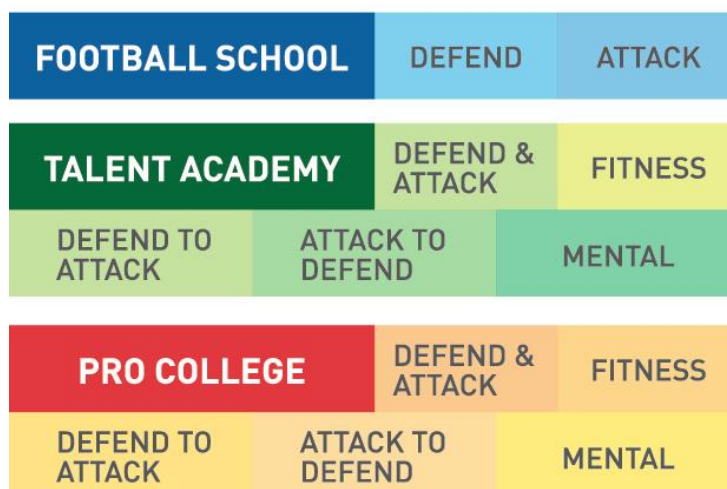 FOOTBALL SCHOOL
DEFEND
ATTACK
TALENT ACADEMY
DEFEND &
ATTACK
FITNESS
DEFEND TO
ATTACK
ATTACK TO
DEFEND
MENTAL
PRO COLLEGE
DEFEND &
ATTACK
FITNESS
DEFEND TO
ATTACK
ATTACK TO
DEFEND
MENTAL